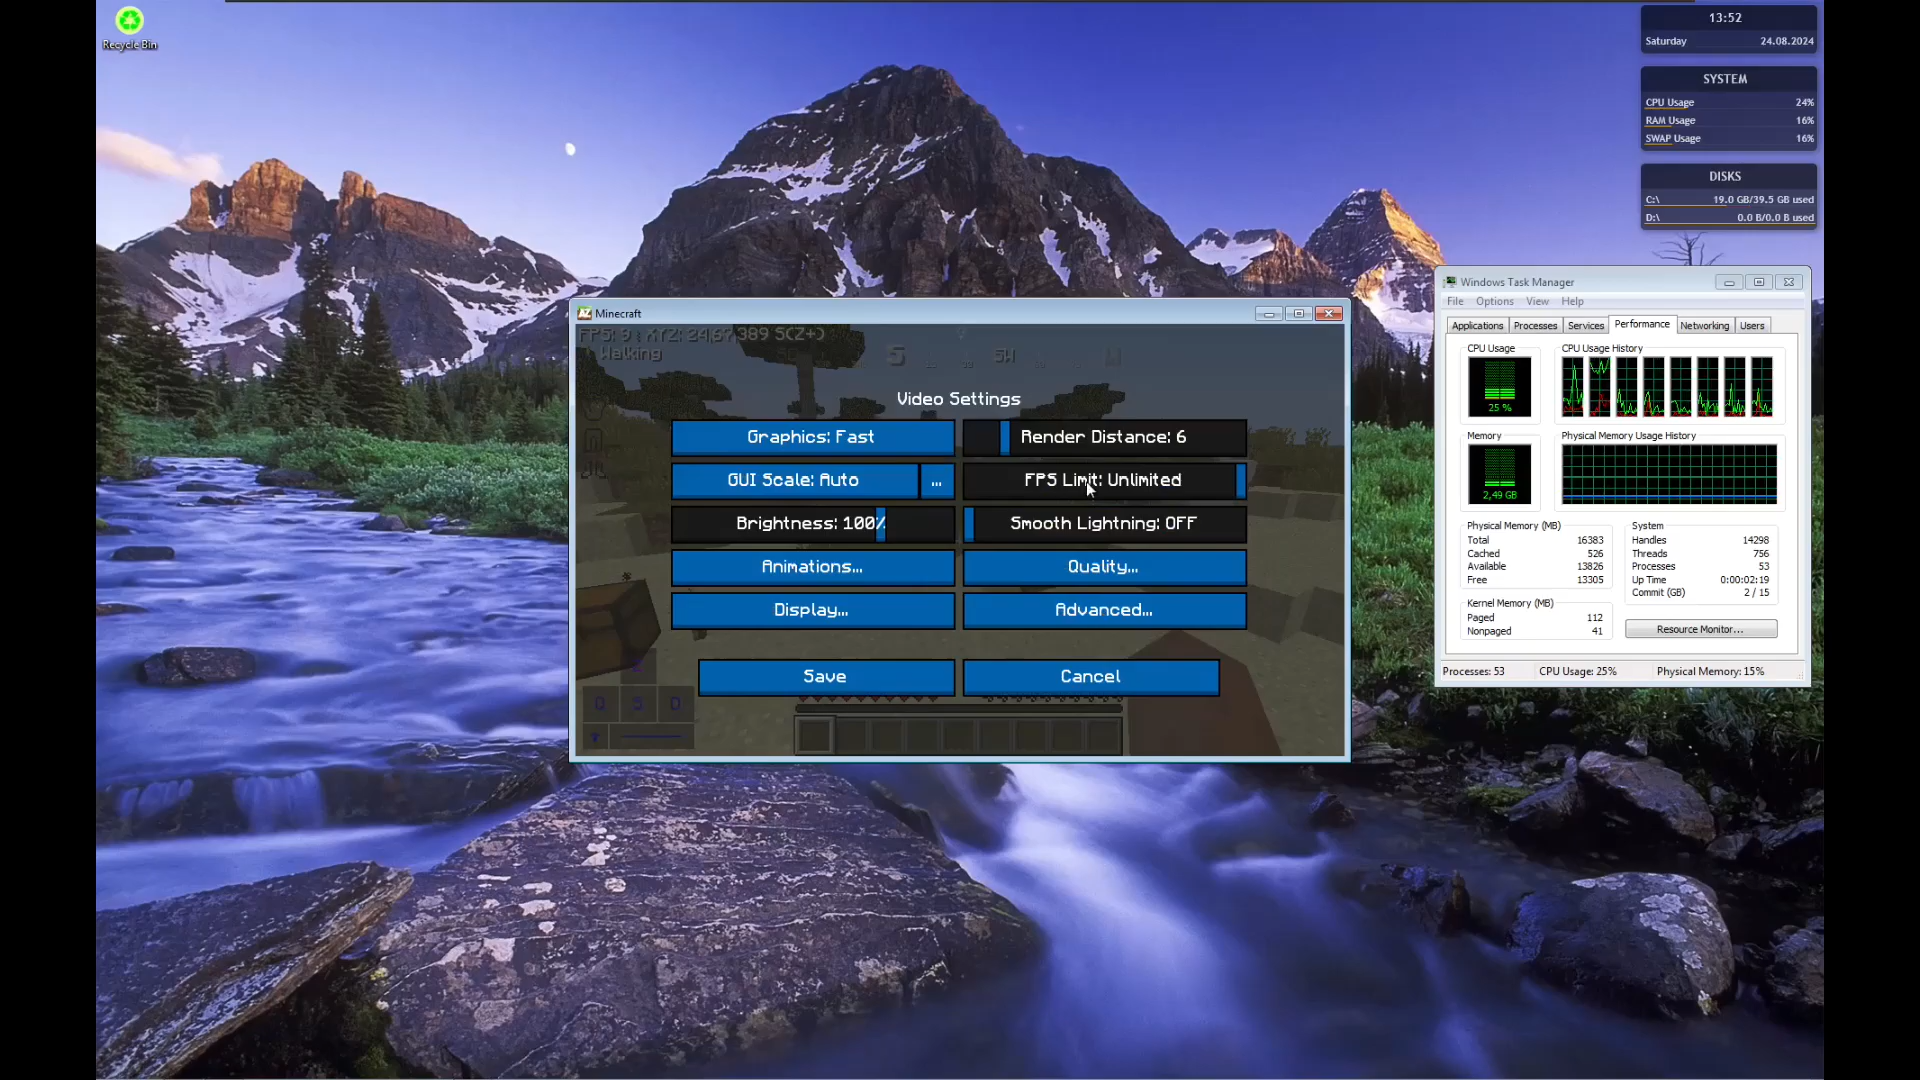 Recycle Bin
13:52
Saturday 24.08.2024
SYSTEM
CPU Usage 24%
RAM Usage 16%
SWAP Usage 16%
DISKS
C:\ 19.0 GB/39.5 GB used
D:\ 0.0 B/0.0 B used
Minecraft
Walking
S SW
Video Settings
Graphics: Fast
Render Distance: 6
GUI Scale: Auto ...
FPS Limit: Unlimited
Brightness: 100%
Smooth Lightning: OFF
Animations...
Quality...
Display...
Advanced...
Save
Cancel
Q S D
Windows Task Manager
File Options View Help
Applications Processes Services Performance Networking Users
CPU Usage
CPU Usage History
25 %
Memory
Physical Memory Usage History
2,49 GB
Physical Memory (MB)
Total 16383
Cached 526
Available 13826
Free 13305
Kernel Memory (MB)
Paged 112
Nonpaged 41
System
Handles 14298
Threads 756
Processes 53
Up Time 0:00:02:19
Commit (GB) 2 / 15
Resource Monitor...
Processes: 53 CPU Usage: 25% Physical Memory: 15%